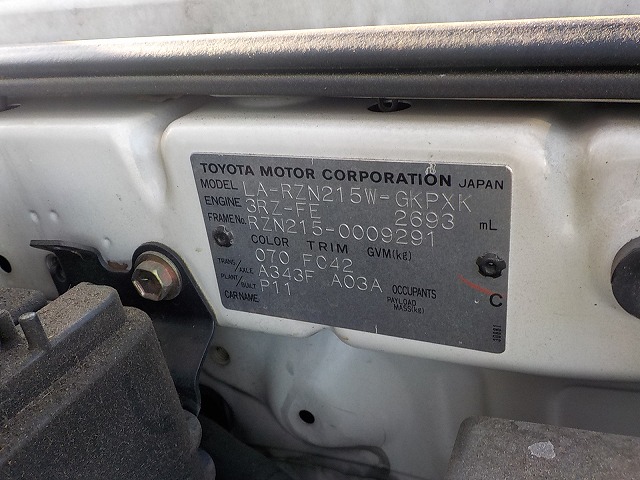 TOYOTA MOTOR CORPORATION JAPAN
MODEL LA-RZN215W-GKPXK
ENGINE 3RZ-FE 2693 mL
FRAME No. RZN215-0009291
COLOR TRIM GVM(kg)
070 FC42
TRANS/AXLE A343F A03A OCCUPANTS
PLANT/BUILT P11 PAYLOAD MASS(kg) C
CAR NAME